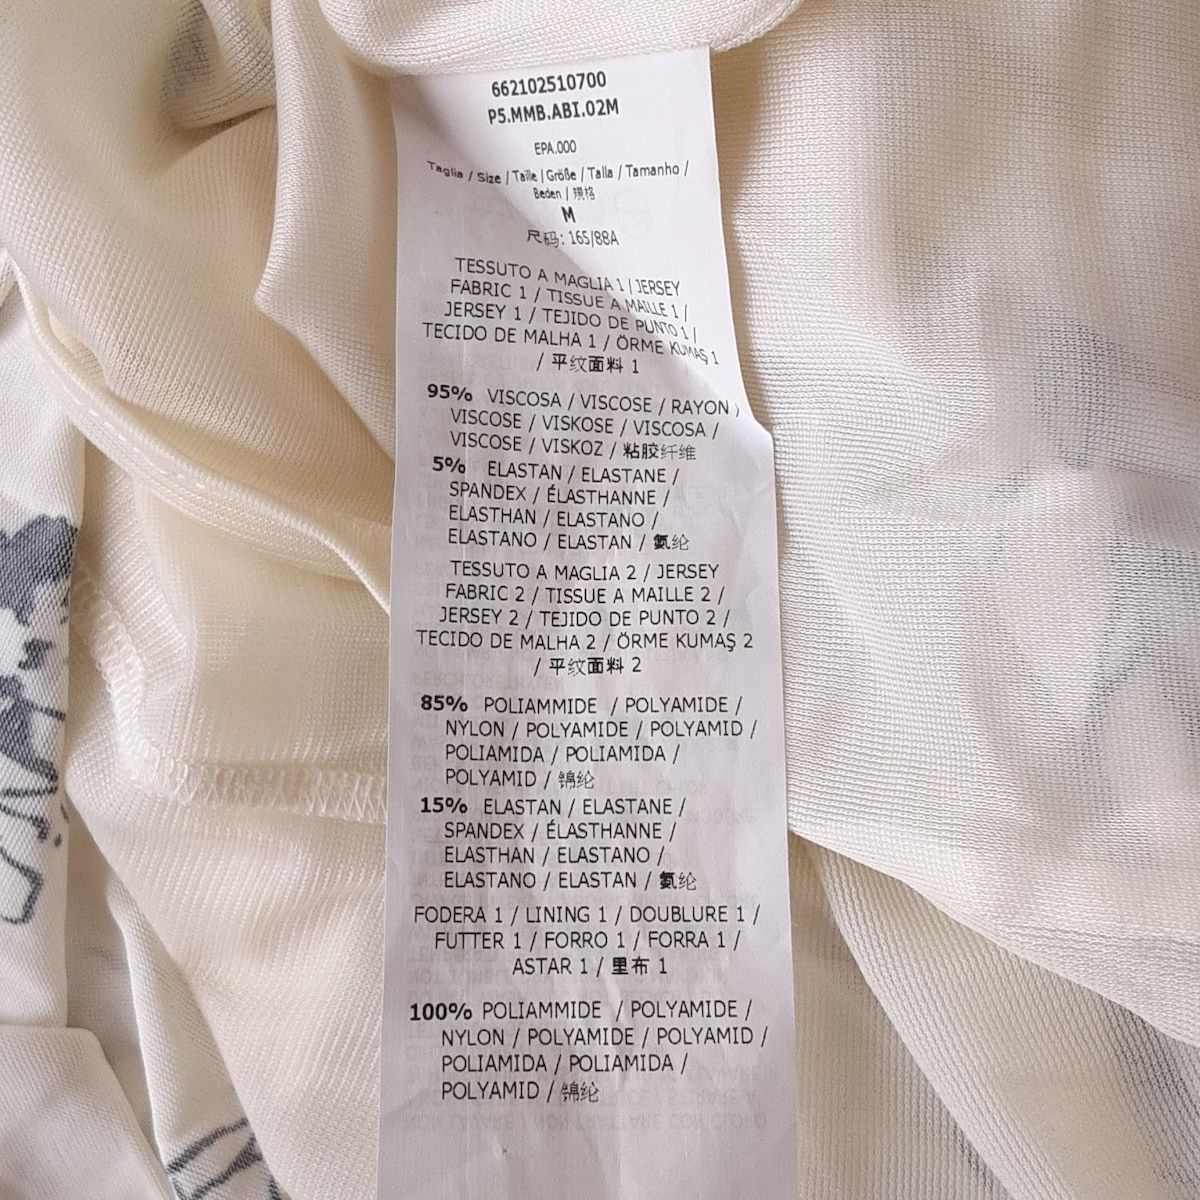 662102510700
P5.MMB.ABI.02M
EPA.000
Taglia / Size / Taille | Größe / Talla / Tamanho /
Beden / 規格
M
尺码: 165/88A
TESSUTO A MAGLIA 1 / JERSEY
FABRIC 1 / TISSUE A MAILLE 1 /
JERSEY 1 / TEJIDO DE PUNTO 1 /
TECIDO DE MALHA 1 / ÖRME KUMAŞ 1
/ 平纹面料 1
95% VISCOSA / VISCOSE / RAYON /
VISCOSE / VISKOSE / VISCOSA /
VISCOSE / VISKOZ / 粘胶纤维
5% ELASTAN / ELASTANE /
SPANDEX / ÉLASTHANNE /
ELASTHAN / ELASTANO /
ELASTANO / ELASTAN / 氨纶
TESSUTO A MAGLIA 2 / JERSEY
FABRIC 2 / TISSUE A MAILLE 2 /
JERSEY 2 / TEJIDO DE PUNTO 2 /
TECIDO DE MALHA 2 / ÖRME KUMAŞ 2
/ 平纹面料 2
85% POLIAMMIDE / POLYAMIDE /
NYLON / POLYAMIDE / POLYAMID /
POLIAMIDA / POLIAMIDA /
POLYAMID / 锦纶
15% ELASTAN / ELASTANE /
SPANDEX / ÉLASTHANNE /
ELASTHAN / ELASTANO /
ELASTANO / ELASTAN / 氨纶
FODERA 1 / LINING 1 / DOUBLURE 1 /
FUTTER 1 / FORRO 1 / FORRA 1 /
ASTAR 1 / 里布 1
100% POLIAMMIDE / POLYAMIDE /
NYLON / POLYAMIDE / POLYAMID /
POLIAMIDA / POLIAMIDA /
POLYAMID / 锦纶